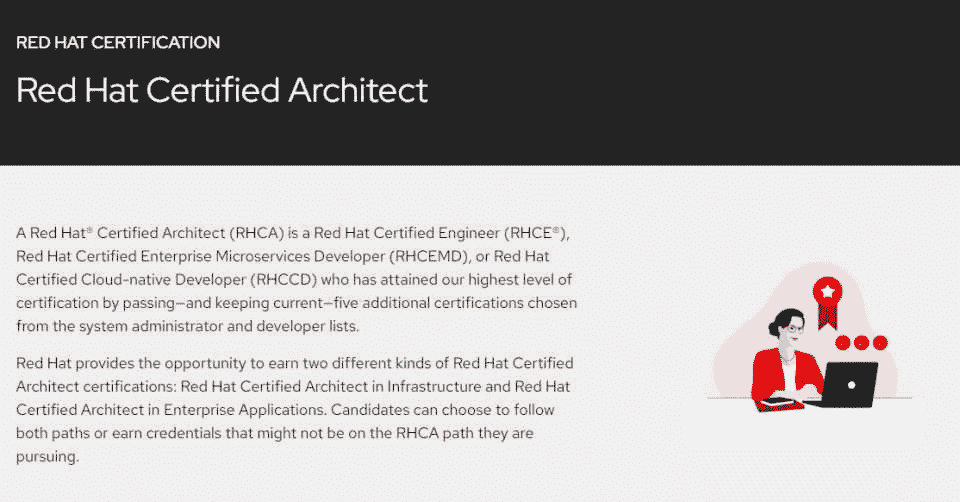 RED HAT CERTIFICATION
Red Hat Certified Architect
A Red Hat® Certified Architect (RHCA) is a Red Hat Certified Engineer (RHCE®),
Red Hat Certified Enterprise Microservices Developer (RHCEMD), or Red Hat
Certified Cloud-native Developer (RHCCD) who has attained our highest level of
certification by passing—and keeping current—five additional certifications chosen
from the system administrator and developer lists.
Red Hat provides the opportunity to earn two different kinds of Red Hat Certified
Architect certifications: Red Hat Certified Architect in Infrastructure and Red Hat
Certified Architect in Enterprise Applications. Candidates can choose to follow
both paths or earn credentials that might not be on the RHCA path they are
pursuing.